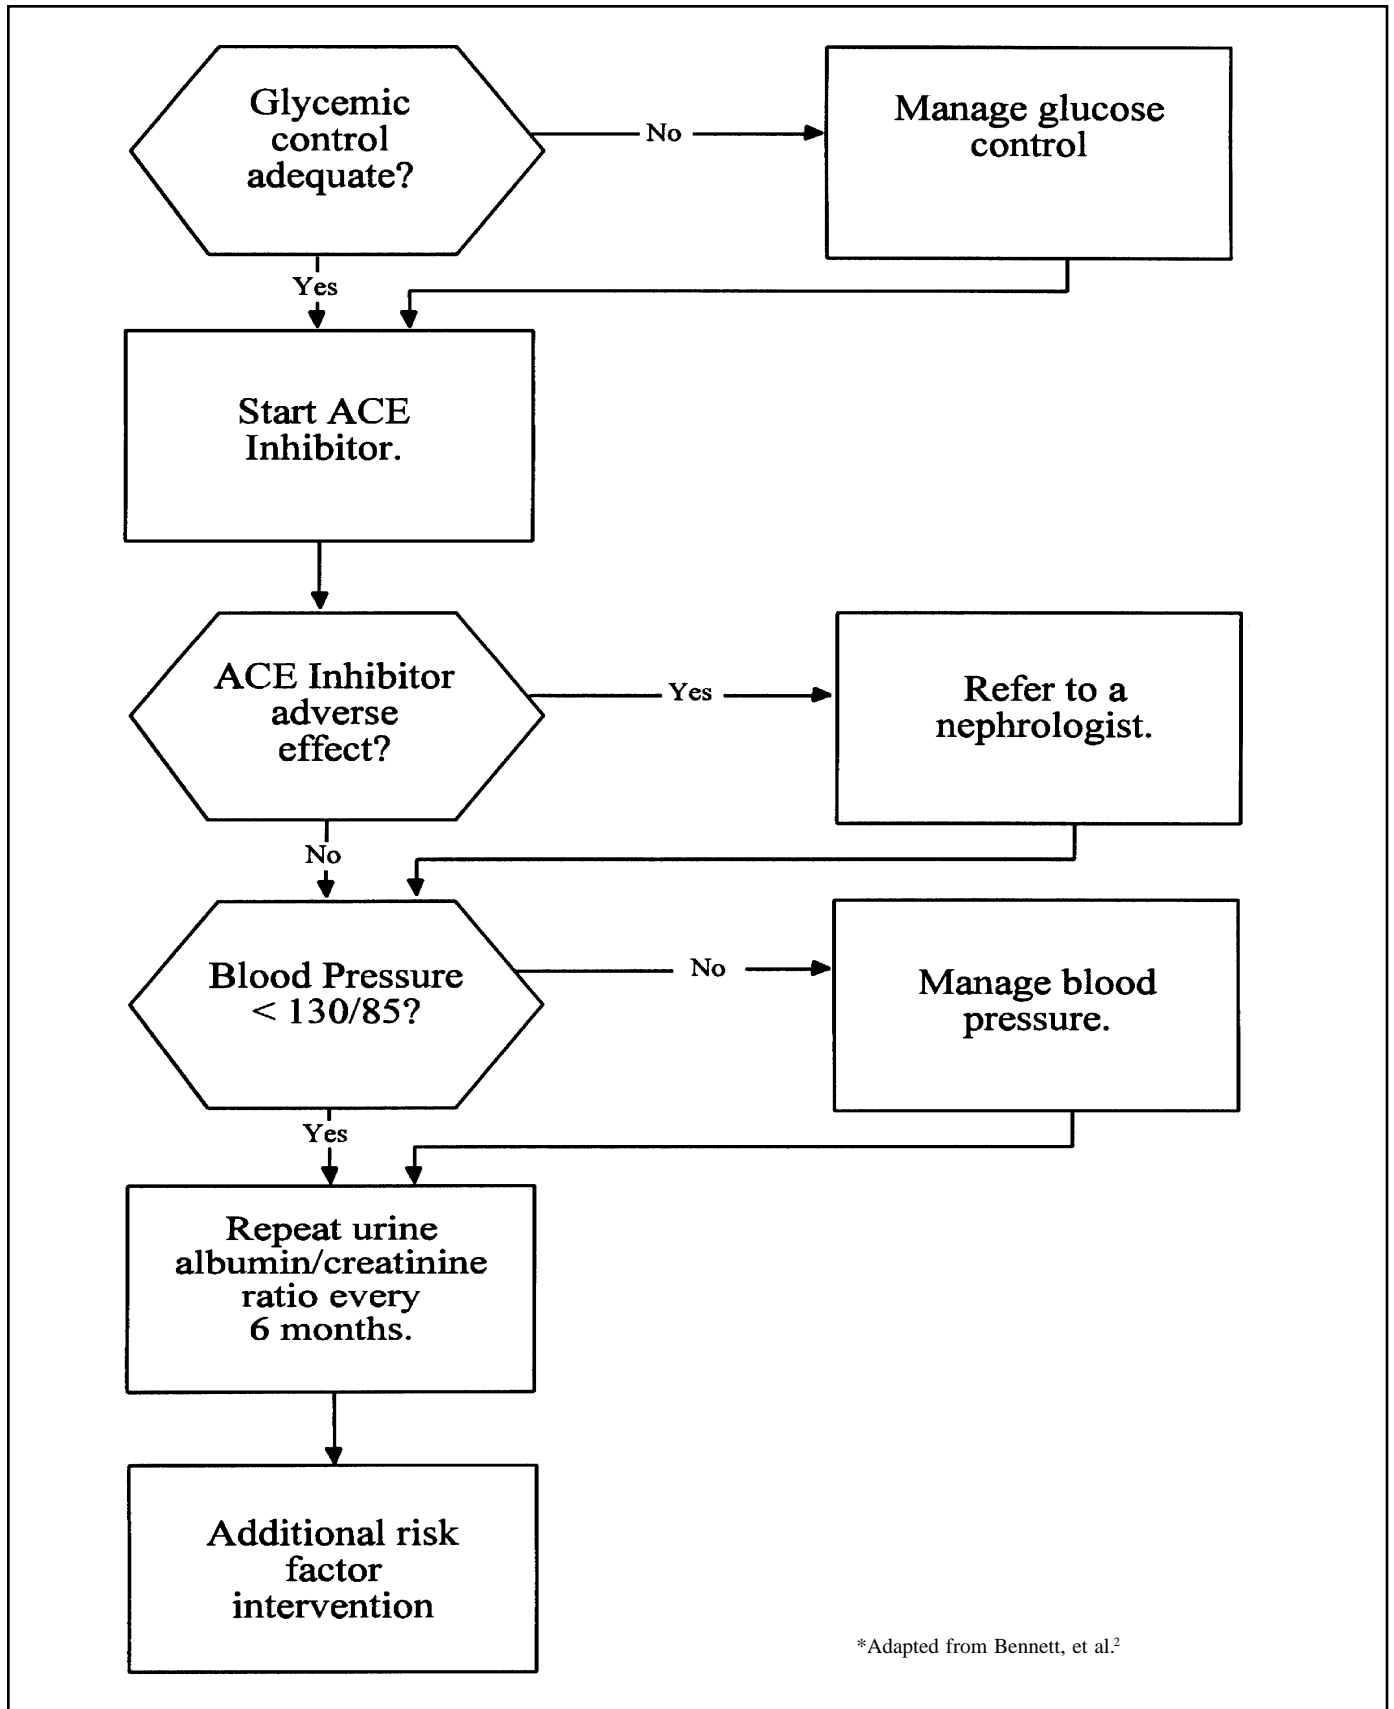 Glycemic
control
adequate?
No
Manage glucose
control
Yes
Start ACE
Inhibitor.
ACE Inhibitor
adverse
effect?
Yes
Refer to a
nephrologist.
No
Blood Pressure
< 130/85?
No
Manage blood
pressure.
Yes
Repeat urine
albumin/creatinine
ratio every
6 months.
Additional risk
factor
intervention
*Adapted from Bennett, et al.²